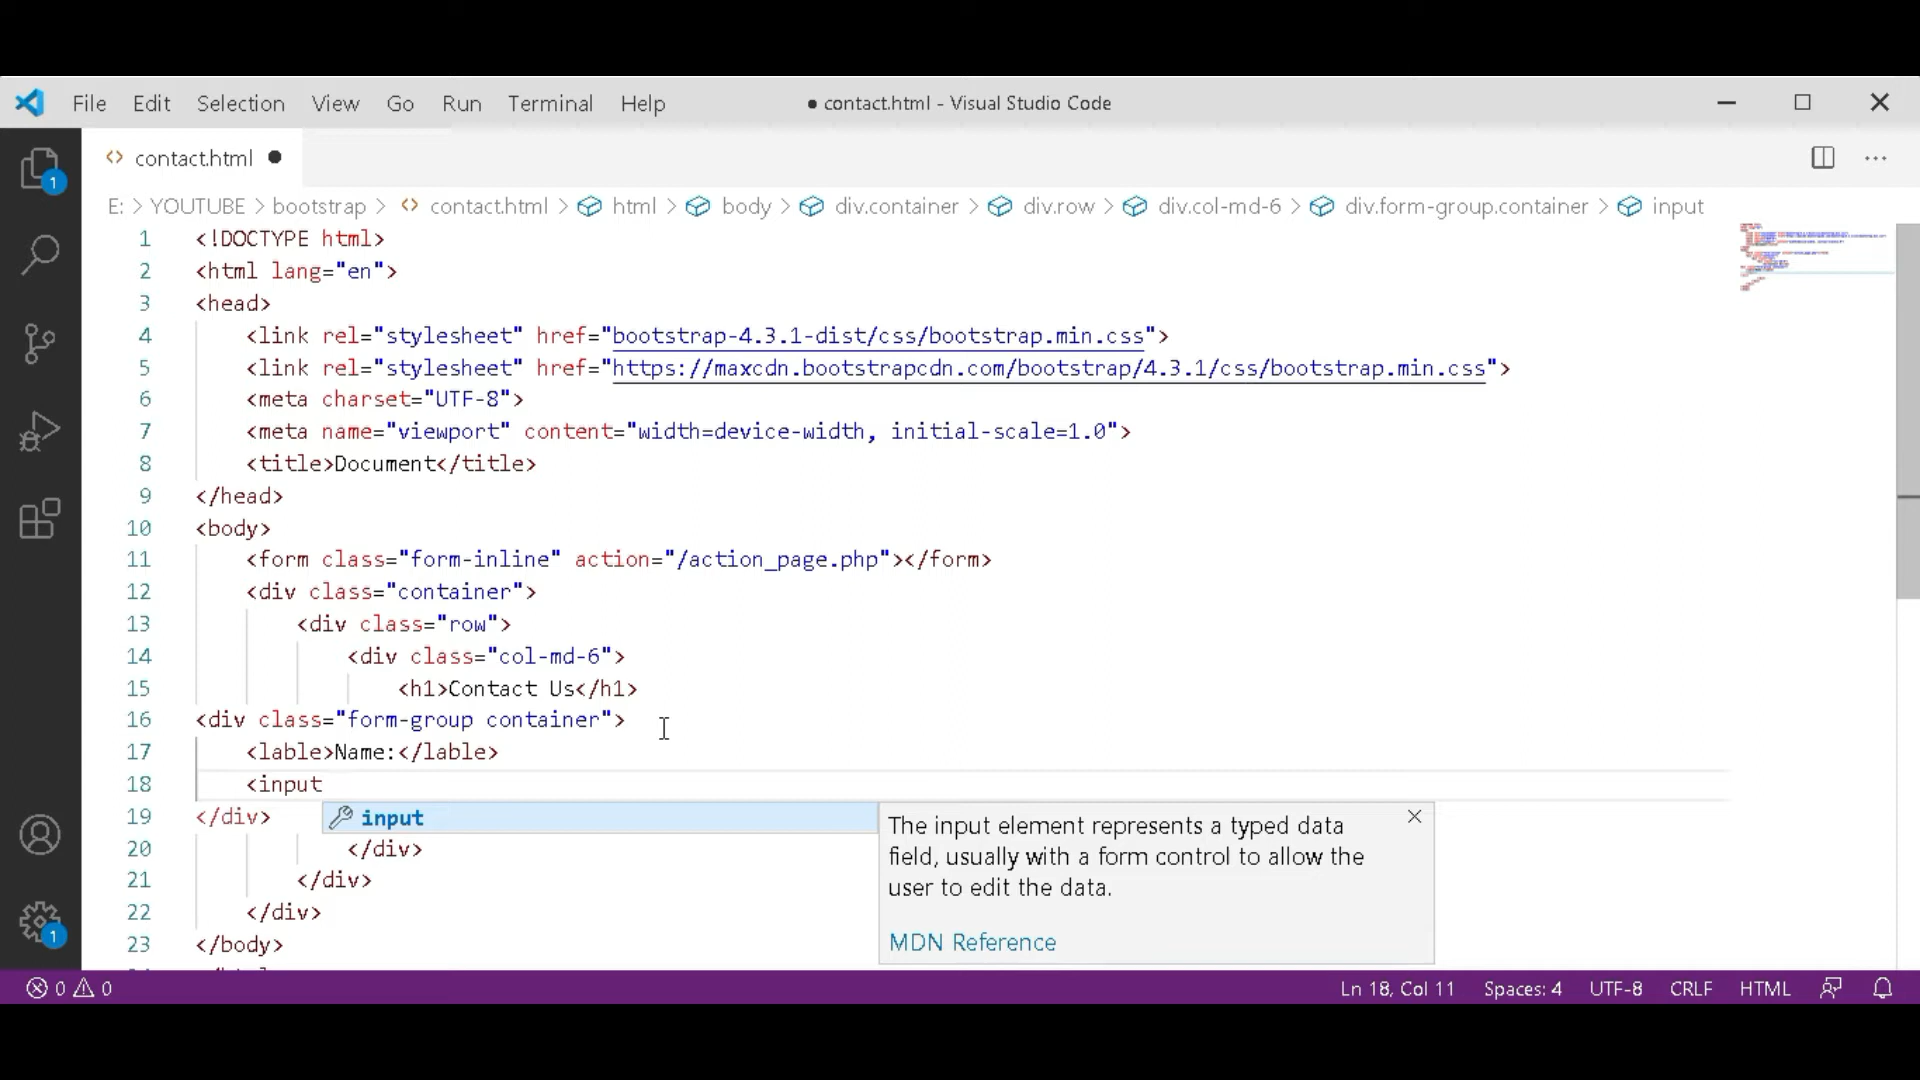 File Edit Selection View Go Run Terminal Help ● contact.html - Visual Studio Code
contact.html ●
E: > YOUTUBE > bootstrap > <> contact.html > html > body > div.container > div.row > div.col-md-6 > div.form-group.container > input
1 <!DOCTYPE html>
2 <html lang="en">
3 <head>
4 <link rel="stylesheet" href="bootstrap-4.3.1-dist/css/bootstrap.min.css">
5 <link rel="stylesheet" href="https://maxcdn.bootstrapcdn.com/bootstrap/4.3.1/css/bootstrap.min.css">
6 <meta charset="UTF-8">
7 <meta name="viewport" content="width=device-width, initial-scale=1.0">
8 <title>Document</title>
9 </head>
10 <body>
11 <form class="form-inline" action="/action_page.php"></form>
12 <div class="container">
13 <div class="row">
14 <div class="col-md-6">
15 <h1>Contact Us</h1>
16 <div class="form-group container">
17 <lable>Name:</lable>
18 <input
19 </div>
input
The input element represents a typed data
field, usually with a form control to allow the
user to edit the data.
MDN Reference
20 </div>
21 </div>
22 </div>
23 </body>
1
1
0 0 Ln 18, Col 11 Spaces: 4 UTF-8 CRLF HTML